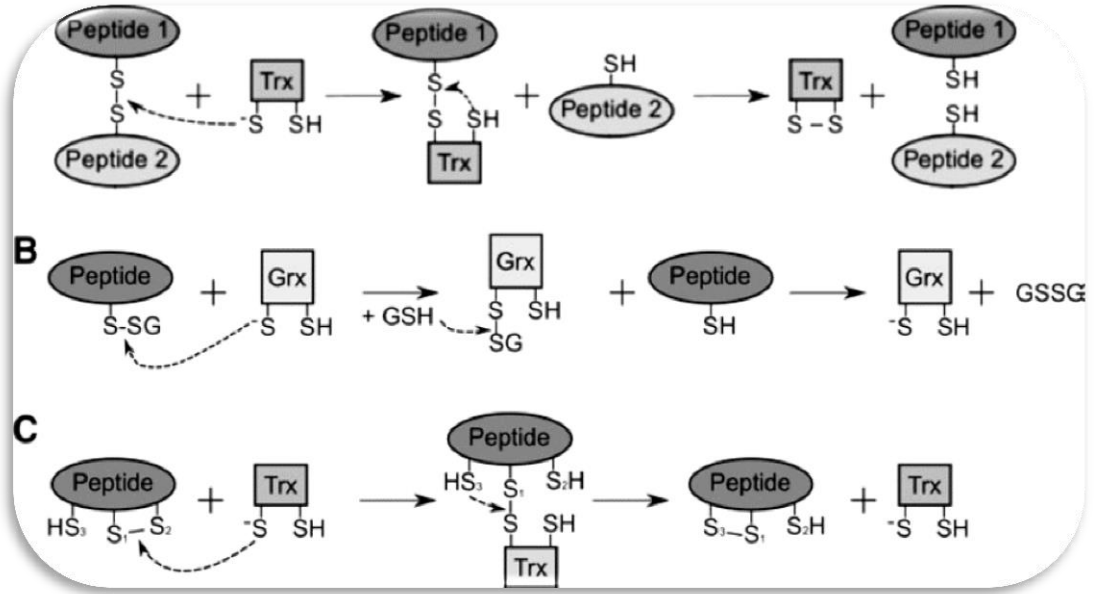 Peptide 1
S
S
Peptide 2
+
Trx
-S SH
Peptide 1
S
S SH
Trx
+
SH
Peptide 2
Trx
S – S
+
Peptide 1
SH
SH
Peptide 2
B
Peptide
S-SG
+
Grx
-S SH
+ GSH
Grx
S SH
SG
+
Peptide
SH
Grx
-S SH
+
GSSG
C
Peptide
HS₃ S₁ S₂
+
Trx
-S SH
Peptide
HS₃ S₁ S₂H
S SH
Trx
Peptide
S₃ S₁ S₂H
+
Trx
-S SH